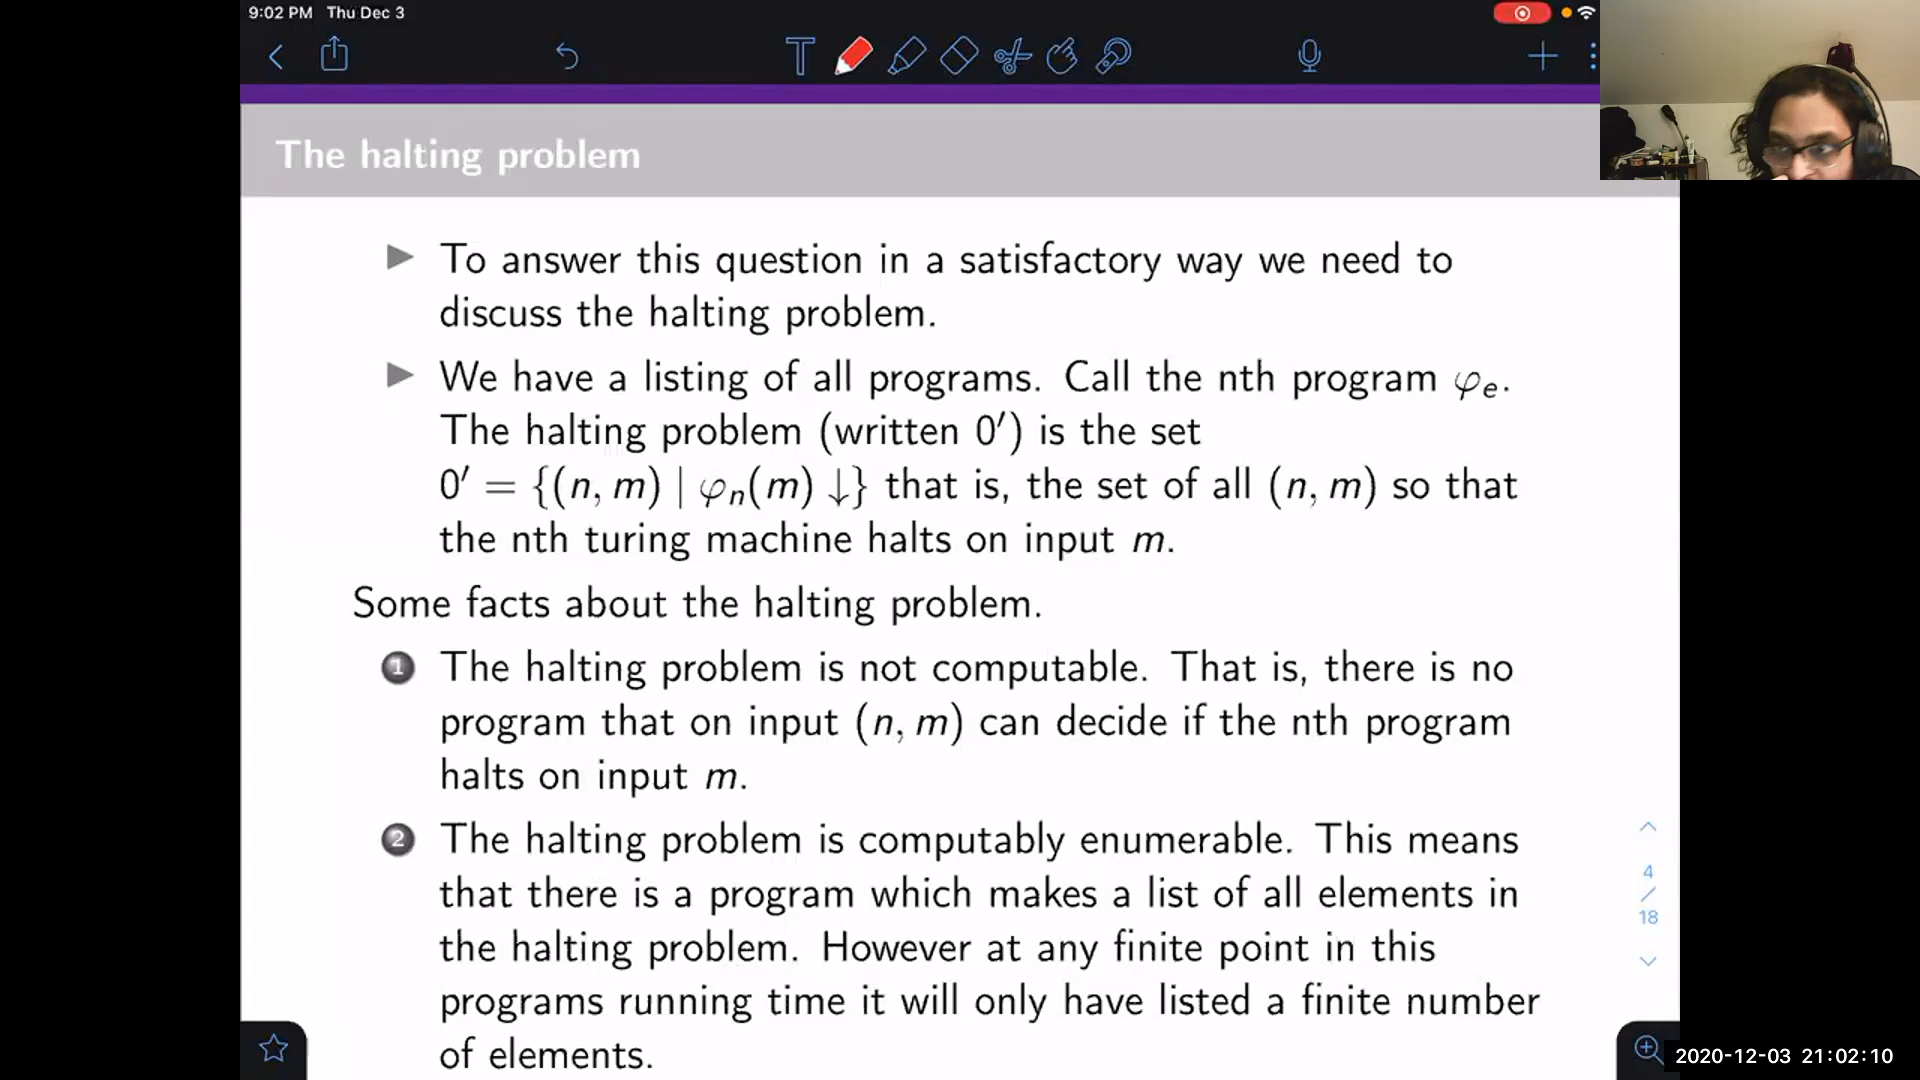 9:02 PM Thu Dec 3
The halting problem
To answer this question in a satisfactory way we need to
discuss the halting problem.
We have a listing of all programs. Call the nth program φₑ.
The halting problem (written 0′) is the set
0′ = {(n, m) | φₙ(m) ↓} that is, the set of all (n, m) so that
the nth turing machine halts on input m.
Some facts about the halting problem.
1 The halting problem is not computable. That is, there is no
program that on input (n, m) can decide if the nth program
halts on input m.
2 The halting problem is computably enumerable. This means
that there is a program which makes a list of all elements in
the halting problem. However at any finite point in this
programs running time it will only have listed a finite number
of elements.
4
/
18
2020-12-03 21:02:10